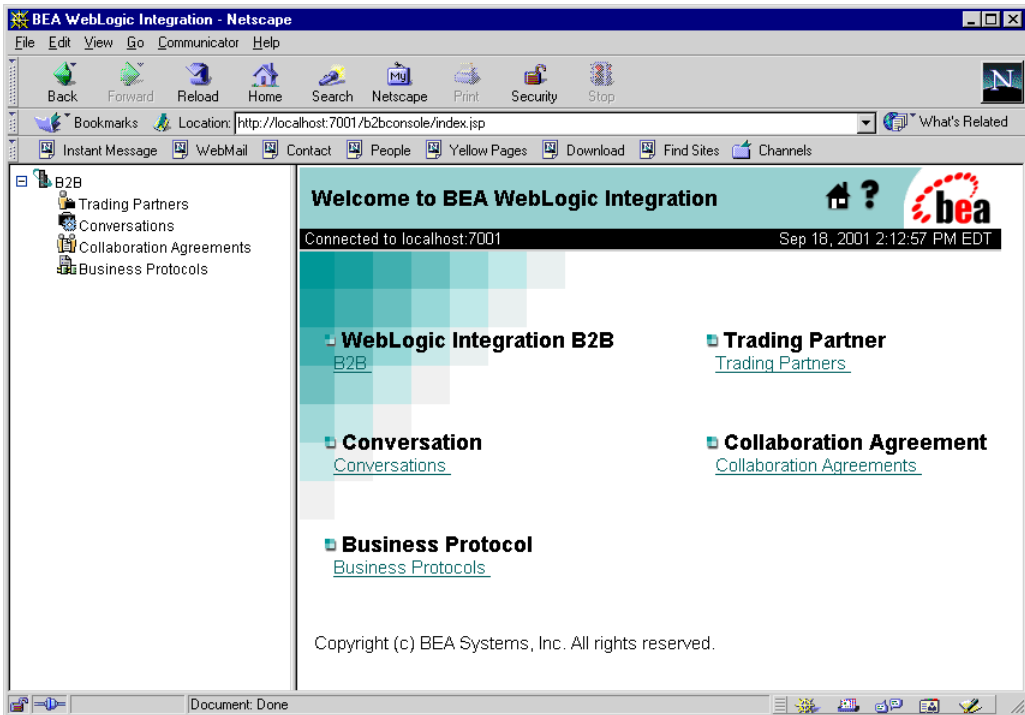 BEA WebLogic Integration - Netscape
File Edit View Go Communicator Help
My
N
Back Forward Reload Home Search Netscape Print Security Stop
Bookmarks Location: http://localhost:7001/b2bconsole/index.jsp What's Related
Instant Message WebMail Contact People Yellow Pages Download Find Sites Channels
B2B
Trading Partners
Conversations
Collaboration Agreements
Business Protocols
Welcome to BEA WebLogic Integration ? bea
Connected to localhost:7001 Sep 18, 2001 2:12:57 PM EDT
WebLogic Integration B2B Trading Partner
B2B Trading Partners
Conversation Collaboration Agreement
Conversations Collaboration Agreements
Business Protocol
Business Protocols
Copyright (c) BEA Systems, Inc. All rights reserved.
Document: Done